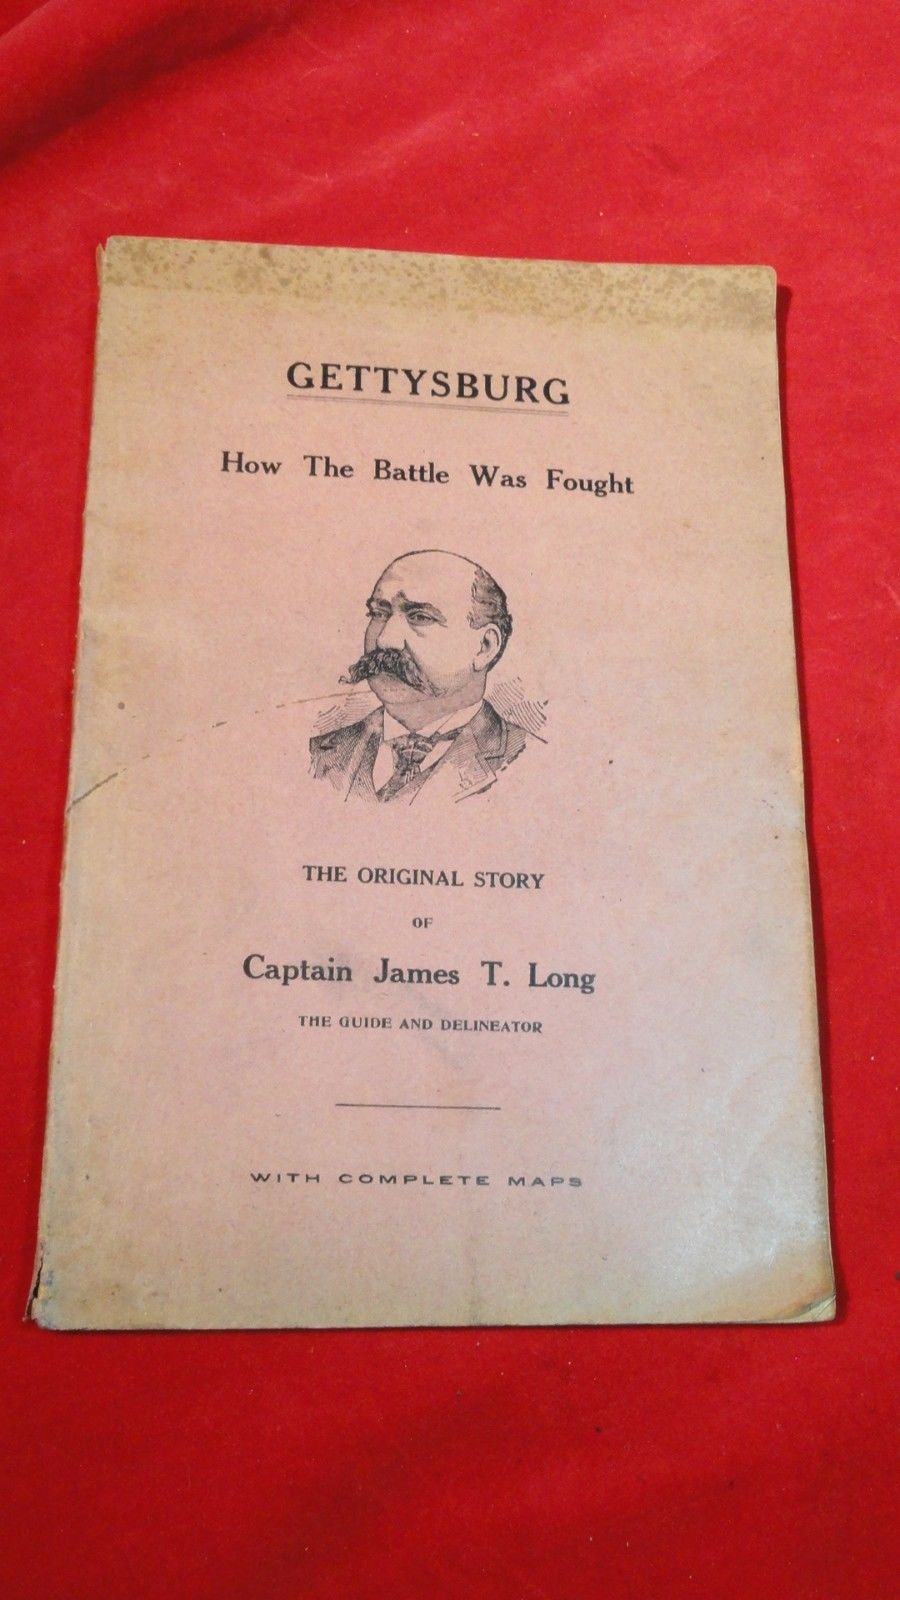 GETTYSBURG
How The Battle Was Fought
THE ORIGINAL STORY
OF
Captain James T. Long
THE GUIDE AND DELINEATOR
WITH COMPLETE MAPS